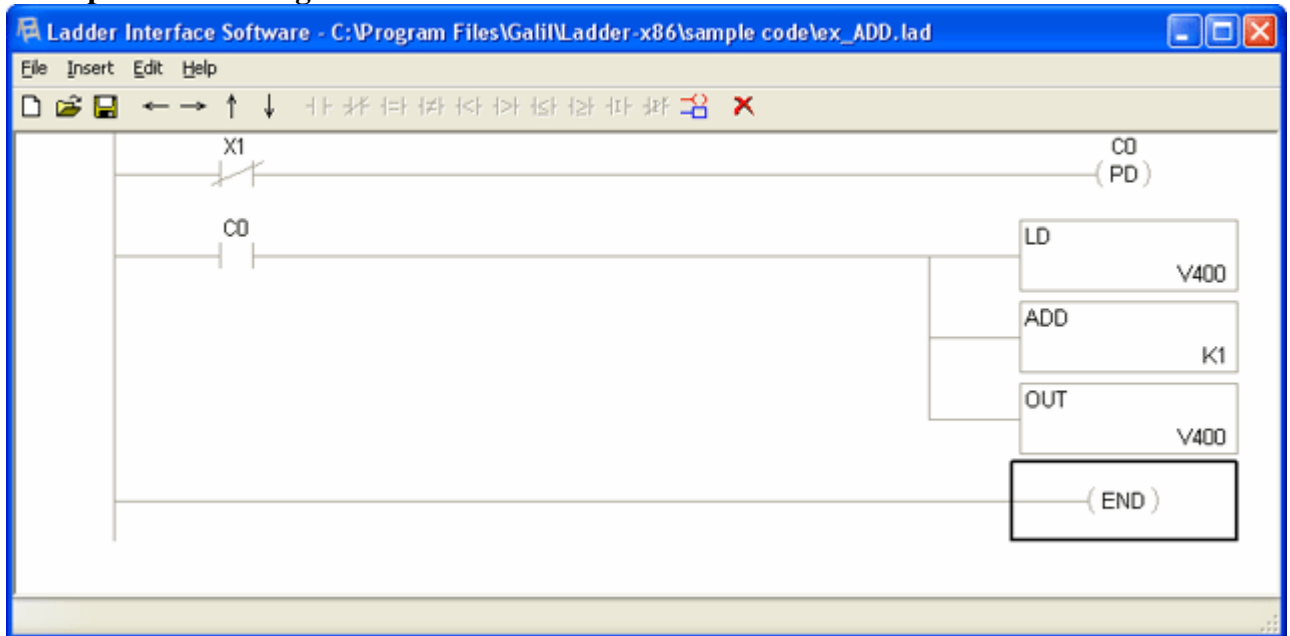 Ladder Interface Software - C:\Program Files\Galil\Ladder-x86\sample code\ex_ADD.lad
File Insert Edit Help
X1 C0
( PD )
C0
LD
V400
ADD
K1
OUT
V400
( END )